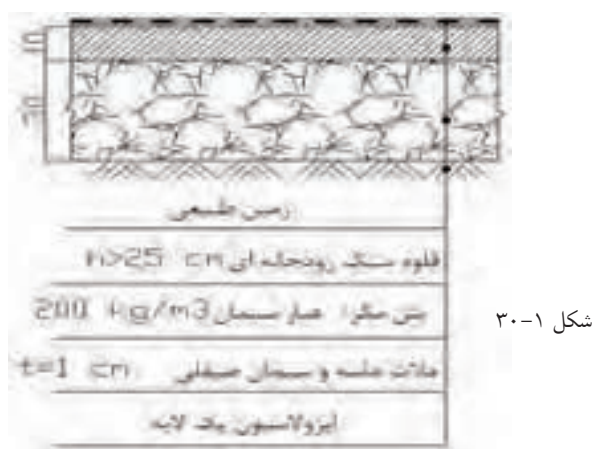 زمین طبیعی
قلوه سنگ رودخانه ای h>25 cm
بتن مگر: عیار سیمان 200 kg/m3
ملات ماسه و سیمان صیقلی t=1 cm
ایزولاسیون یک لایه
شکل ۱-۳۰